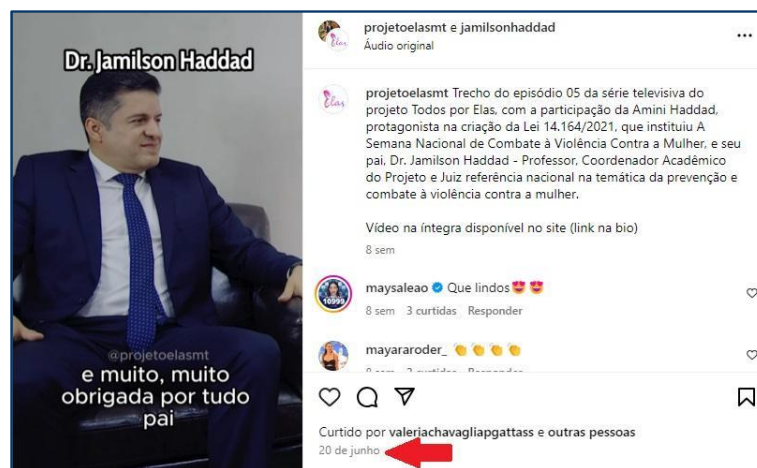 Dr. Jamilson Haddad
@projetoelasmt
e muito, muito
obrigada por tudo
pai
projetoelasmt e jamilsonhaddad
Áudio original
Elas
projetoelasmt Trecho do episódio 05 da série televisiva do
projeto Todos por Elas, com a participação da Amini Haddad,
protagonista na criação da Lei 14.164/2021, que instituiu A
Semana Nacional de Combate à Violência Contra a Mulher, e seu
pai, Dr. Jamilson Haddad - Professor, Coordenador Acadêmico
do Projeto e Juiz referência nacional na temática da prevenção e
combate à violência contra a mulher.
Vídeo na íntegra disponível no site (link na bio)
8 sem
maysaleao Que lindos😍😍
10999
8 sem 3 curtidas Responder
mayararoder_ 👏👏👏👏
Curtido por valeriachavagliapgattass e outras pessoas
20 de junho